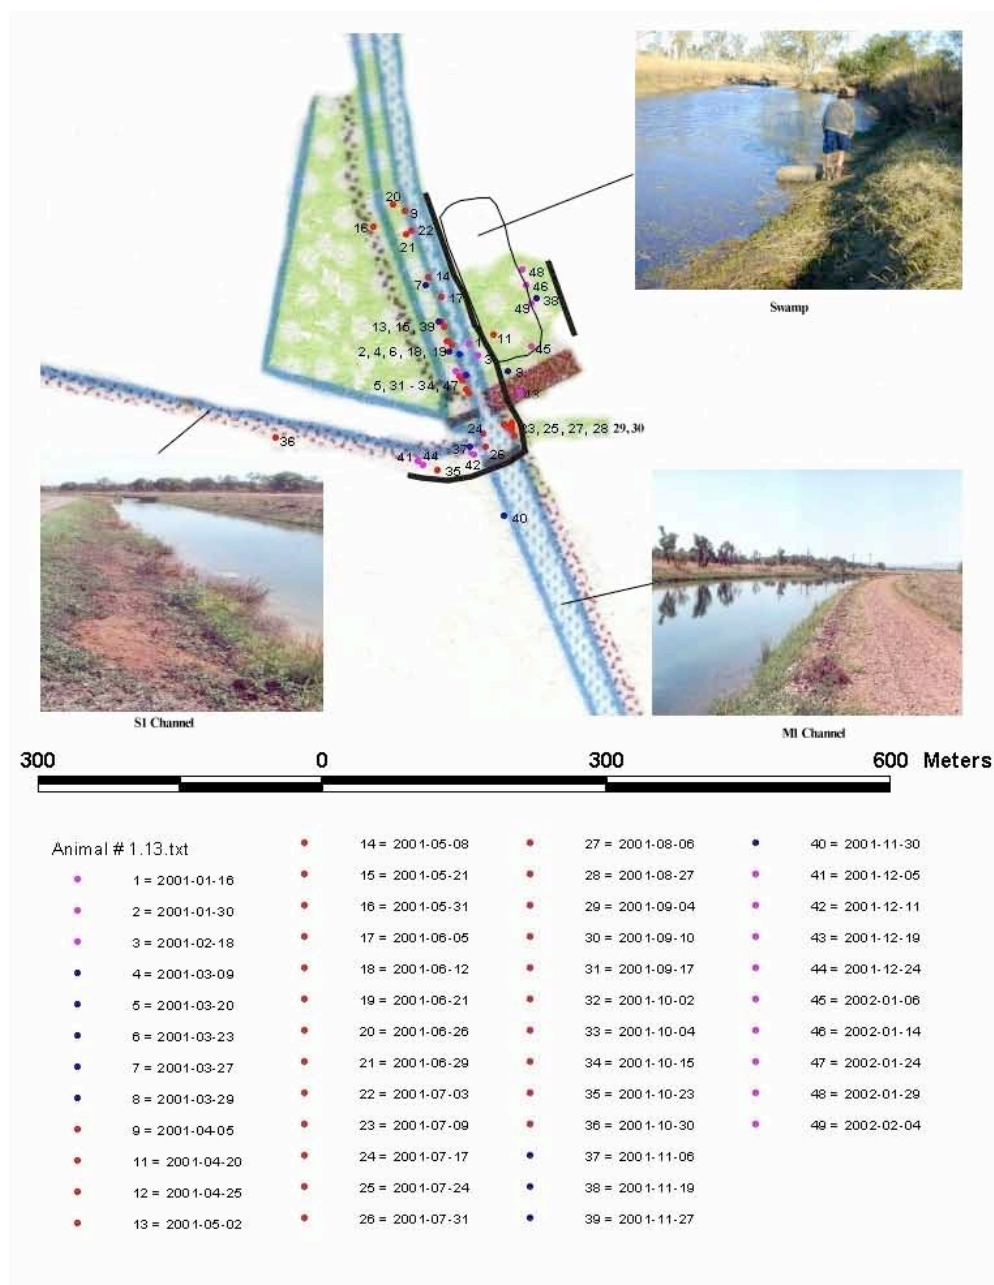 20
9
16
22
21
48
14
7
46
17
49
38
Swamp
13, 15, 39
1
11
2, 4, 6, 18, 19
3
45
8
5, 31 - 34, 47
43
24
23, 25, 27, 28 29, 30
36
37
26
41 44
42
35
40
S1 Channel
M1 Channel
300 0 300 600 Meters
Animal # 1.13.txt
1 = 2001-01-16
2 = 2001-01-30
3 = 2001-02-18
4 = 2001-03-09
5 = 2001-03-20
6 = 2001-03-23
7 = 2001-03-27
8 = 2001-03-29
9 = 2001-04-05
11 = 2001-04-20
12 = 2001-04-25
13 = 2001-05-02
14 = 2001-05-08
15 = 2001-05-21
16 = 2001-05-31
17 = 2001-06-05
18 = 2001-06-12
19 = 2001-06-21
20 = 2001-06-26
21 = 2001-06-29
22 = 2001-07-03
23 = 2001-07-09
24 = 2001-07-17
25 = 2001-07-24
26 = 2001-07-31
27 = 2001-08-06
28 = 2001-08-27
29 = 2001-09-04
30 = 2001-09-10
31 = 2001-09-17
32 = 2001-10-02
33 = 2001-10-04
34 = 2001-10-15
35 = 2001-10-23
36 = 2001-10-30
37 = 2001-11-06
38 = 2001-11-19
39 = 2001-11-27
40 = 2001-11-30
41 = 2001-12-05
42 = 2001-12-11
43 = 2001-12-19
44 = 2001-12-24
45 = 2002-01-06
46 = 2002-01-14
47 = 2002-01-24
48 = 2002-01-29
49 = 2002-02-04